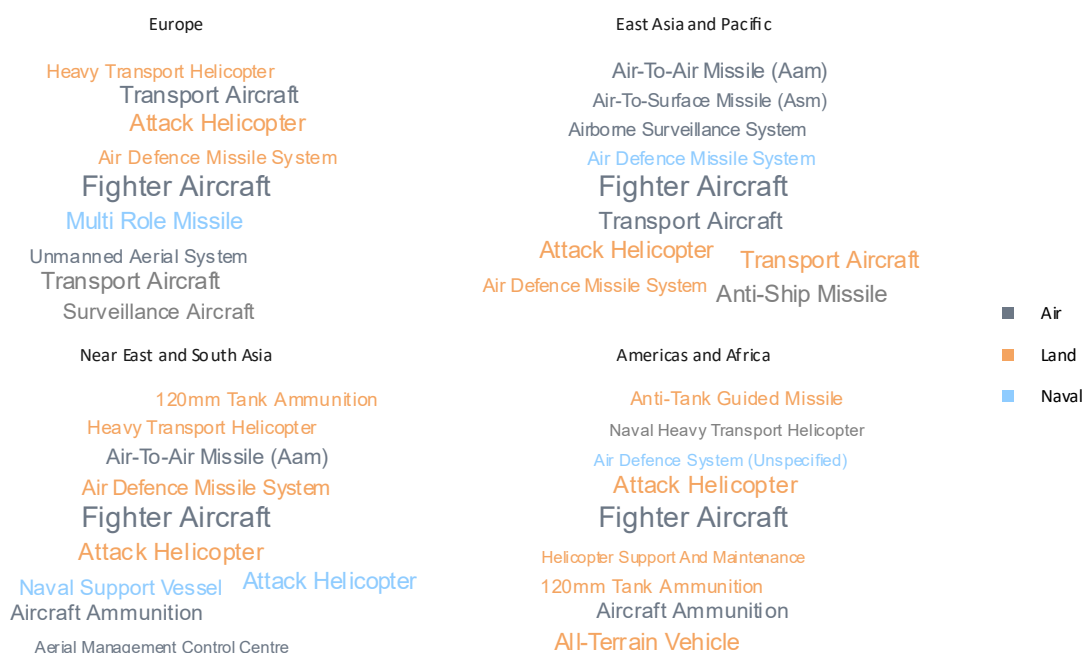 Europe
Heavy Transport Helicopter
Transport Aircraft
Attack Helicopter
Air Defence Missile System
Fighter Aircraft
Multi Role Missile
Unmanned Aerial System
Transport Aircraft
Surveillance Aircraft
East Asia and Pacific
Air-To-Air Missile (Aam)
Air-To-Surface Missile (Asm)
Airborne Surveillance System
Air Defence Missile System
Fighter Aircraft
Transport Aircraft
Attack Helicopter
Transport Aircraft
Air Defence Missile System
Anti-Ship Missile
Near East and South Asia
120mm Tank Ammunition
Heavy Transport Helicopter
Air-To-Air Missile (Aam)
Air Defence Missile System
Fighter Aircraft
Attack Helicopter
Naval Support Vessel
Attack Helicopter
Aircraft Ammunition
Aerial Management Control Centre
Americas and Africa
Anti-Tank Guided Missile
Naval Heavy Transport Helicopter
Air Defence System (Unspecified)
Attack Helicopter
Fighter Aircraft
Helicopter Support And Maintenance
120mm Tank Ammunition
Aircraft Ammunition
All-Terrain Vehicle
Air
Land
Naval